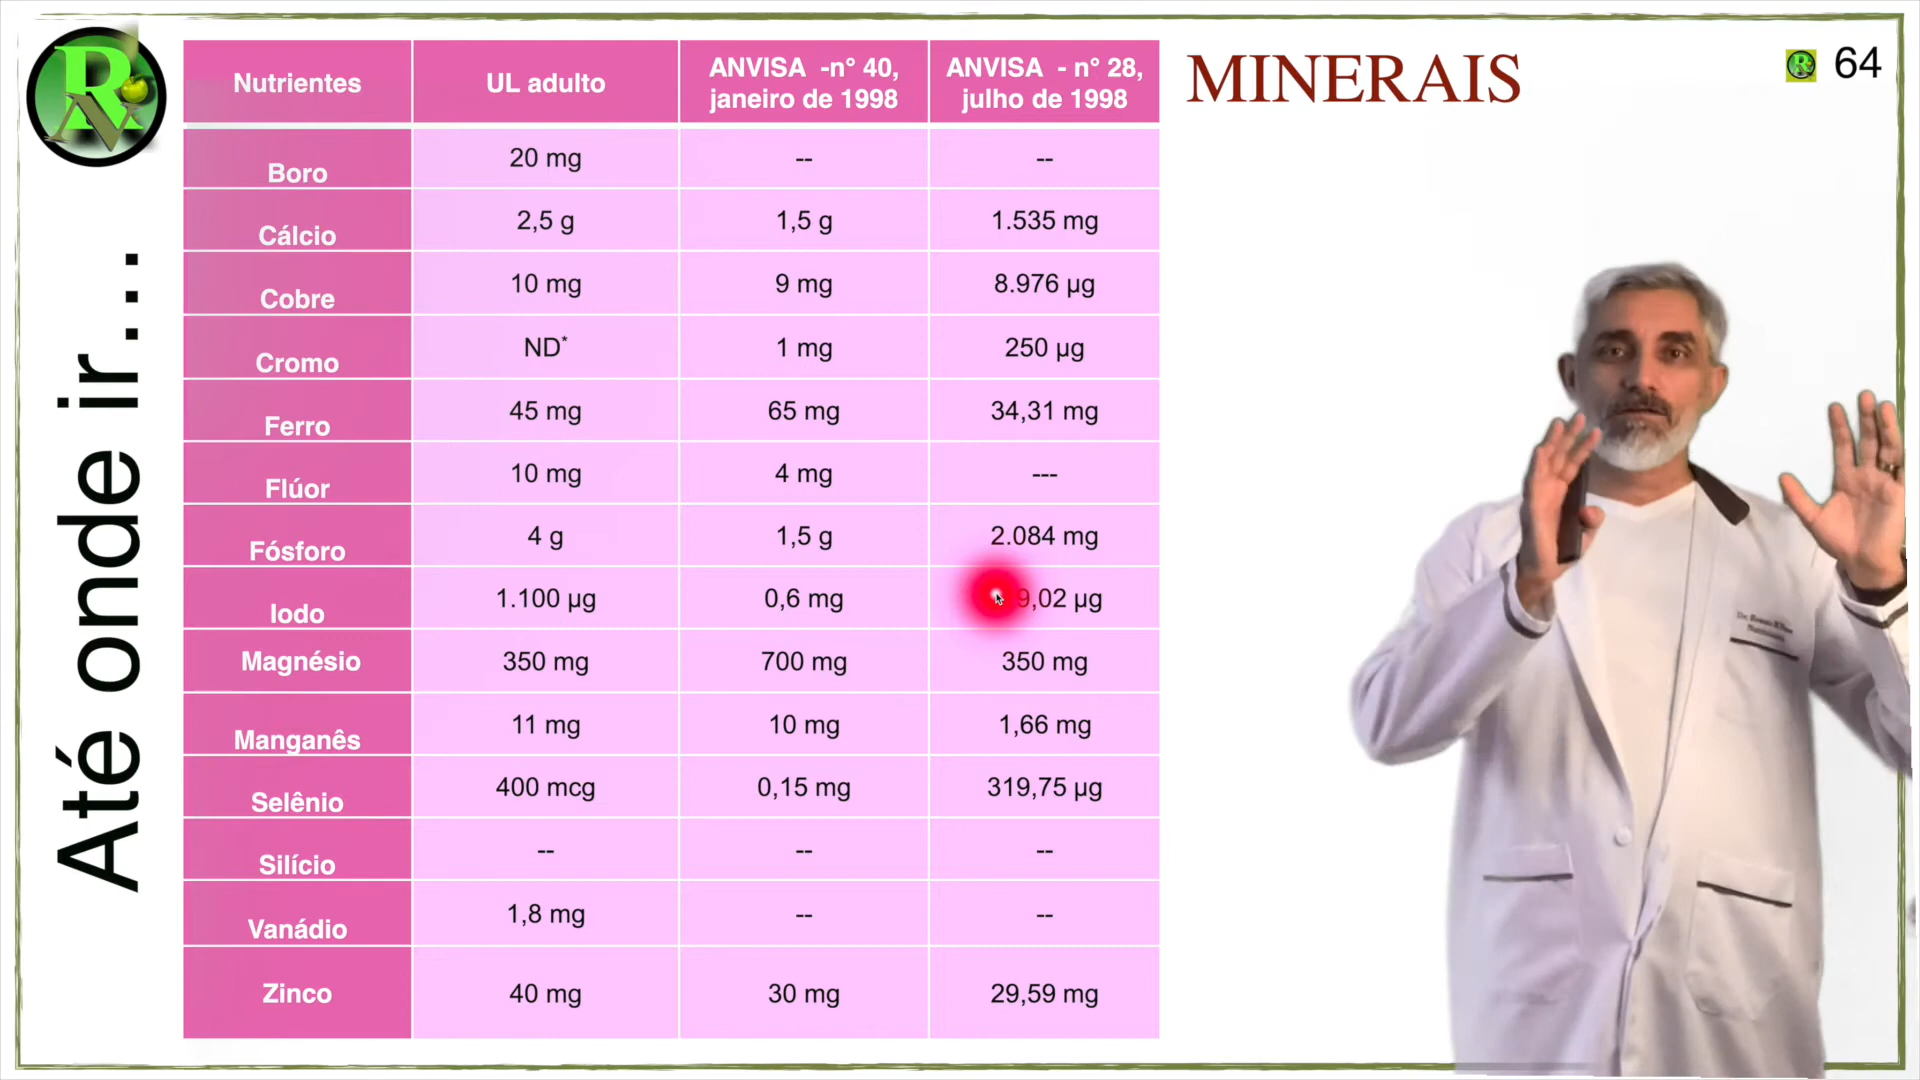 Até onde ir...
MINERAIS
64
Nutrientes UL adulto ANVISA -n° 40, janeiro de 1998 ANVISA - n° 28, julho de 1998
Boro 20 mg -- --
Cálcio 2,5 g 1,5 g 1.535 mg
Cobre 10 mg 9 mg 8.976 µg
Cromo ND* 1 mg 250 µg
Ferro 45 mg 65 mg 34,31 mg
Flúor 10 mg 4 mg ---
Fósforo 4 g 1,5 g 2.084 mg
Iodo 1.100 µg 0,6 mg µg
Magnésio 350 mg 700 mg 350 mg
Manganês 11 mg 10 mg 1,66 mg
Selênio 400 mcg 0,15 mg 319,75 µg
Silício -- -- --
Vanádio 1,8 mg -- --
Zinco 40 mg 30 mg 29,59 mg